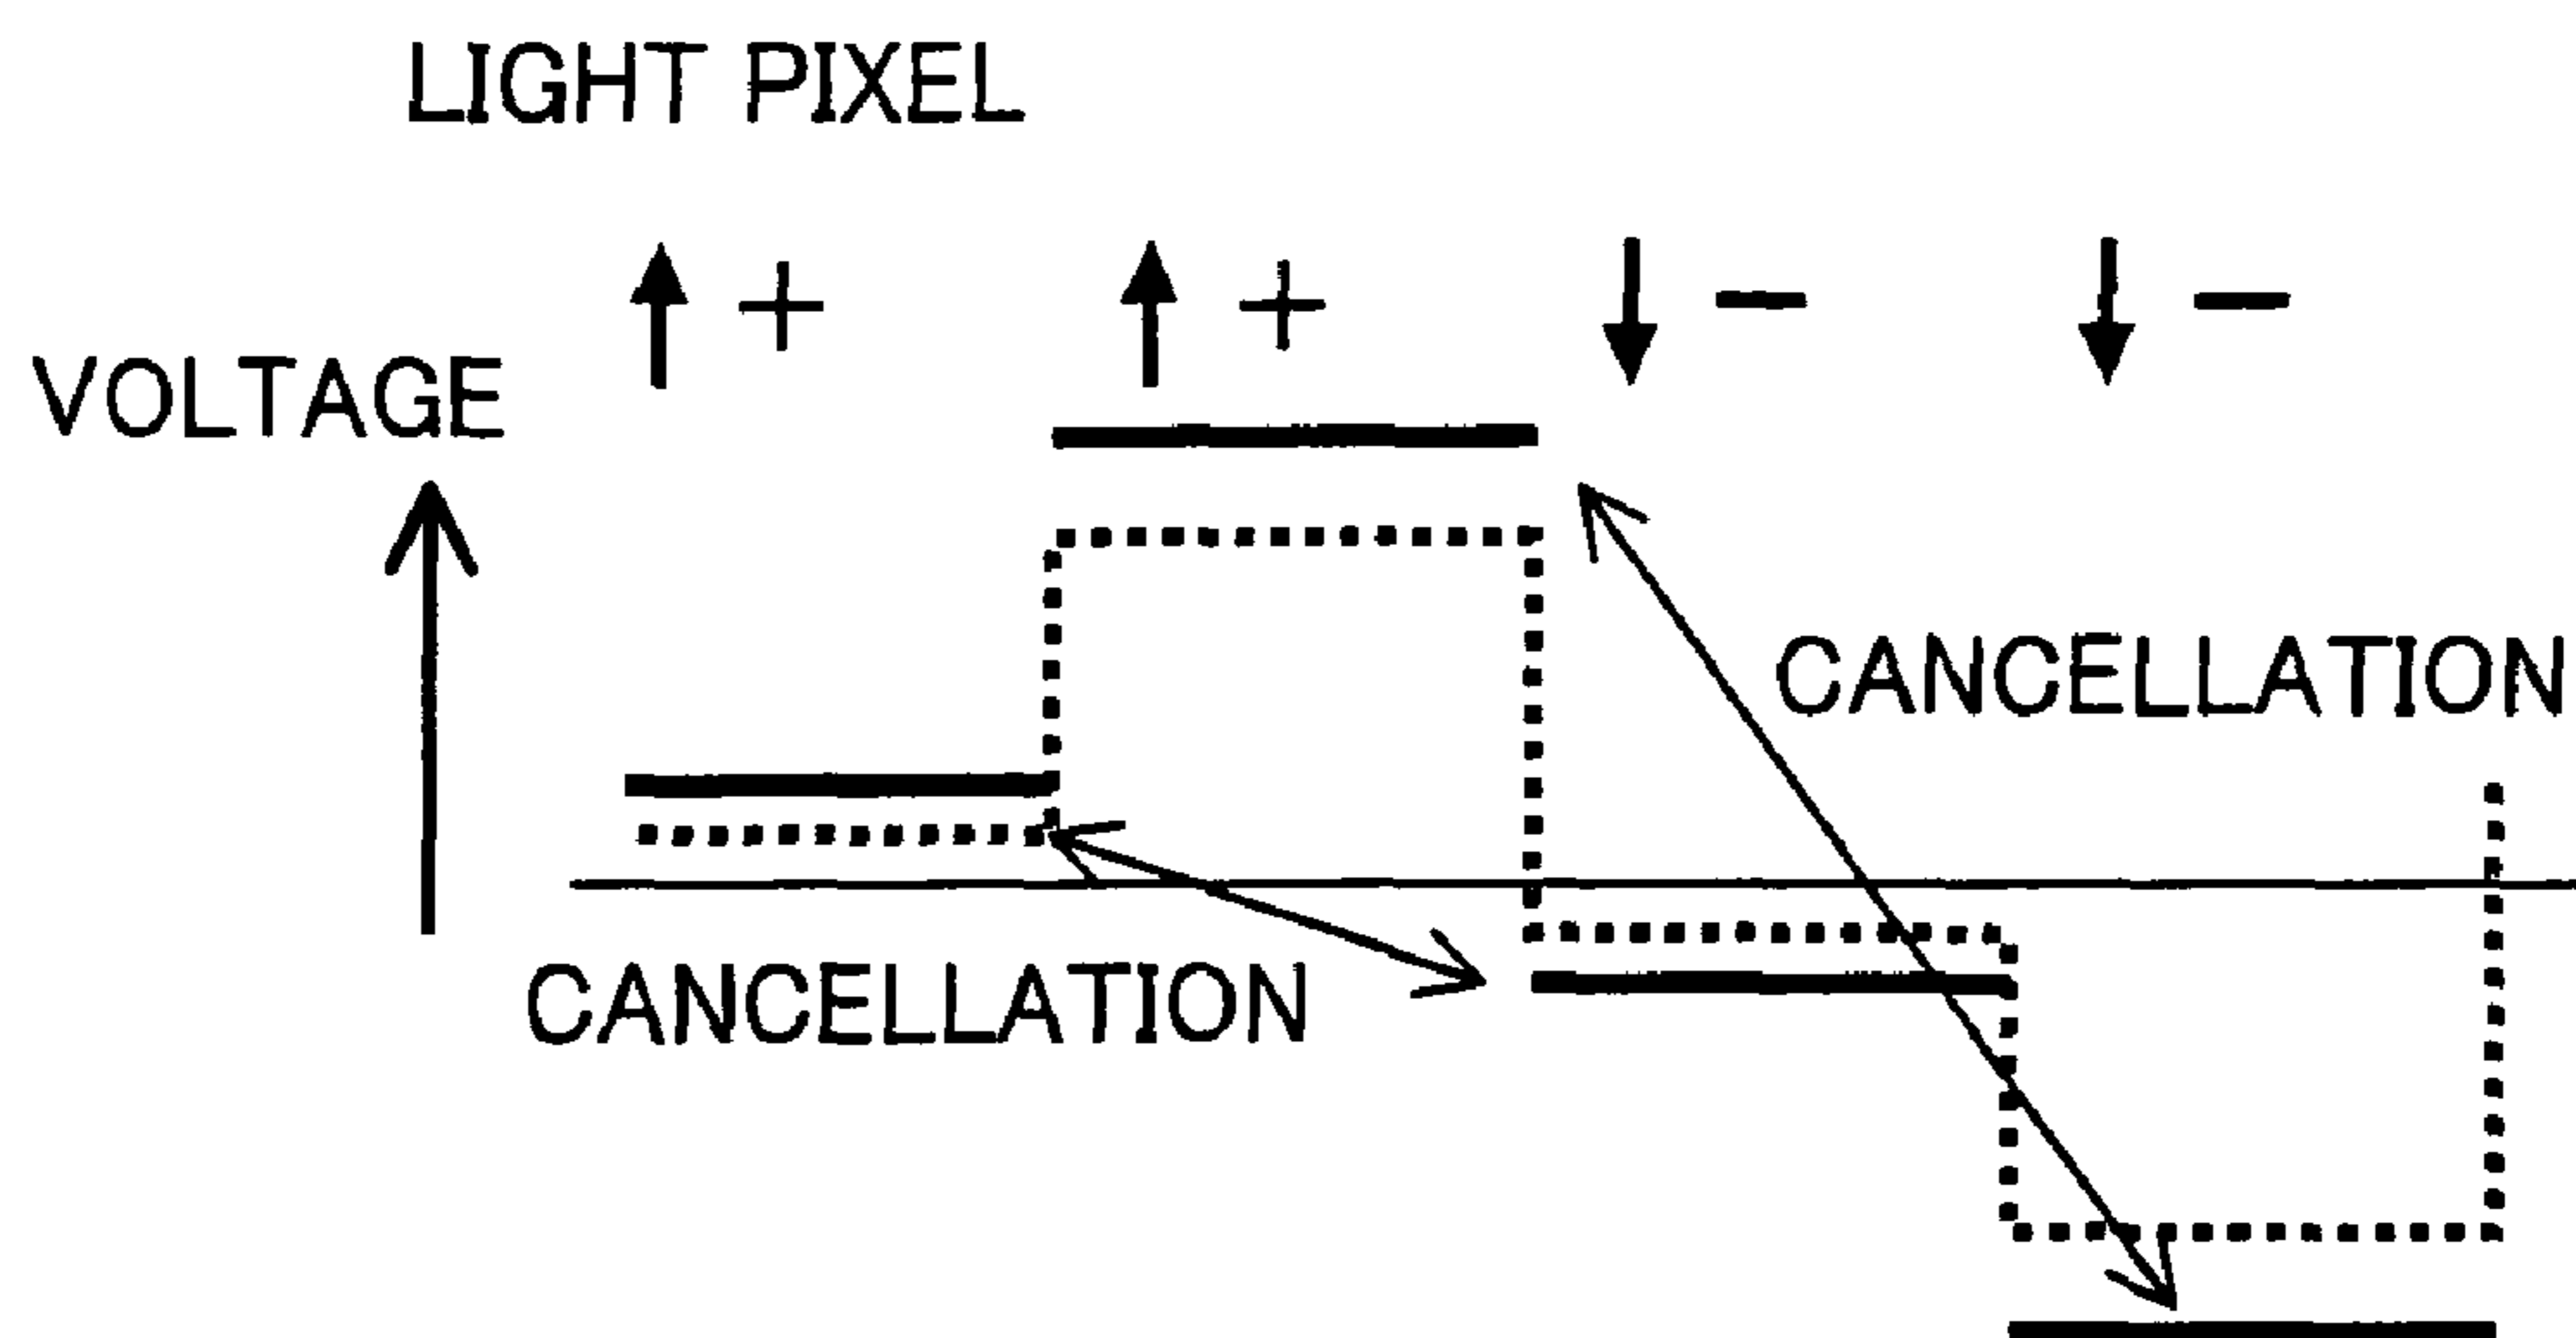 LIGHT PIXEL
+ + − −
VOLTAGE
CANCELLATION
CANCELLATION